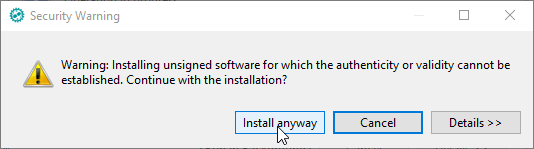 Security Warning
Warning: Installing unsigned software for which the authenticity or validity cannot be
established. Continue with the installation?
Install anyway
Cancel
Details >>